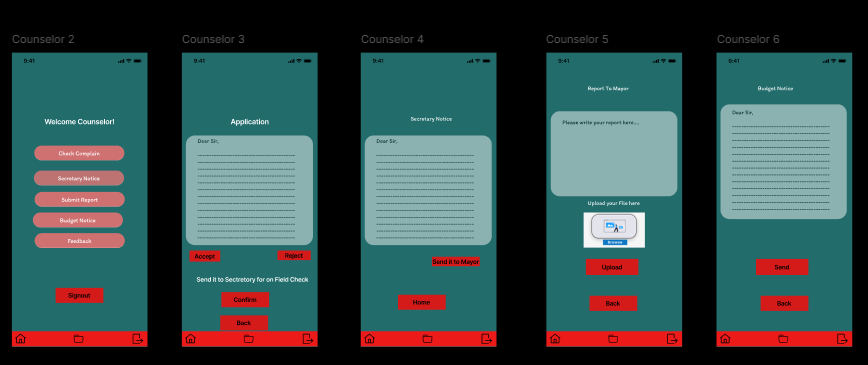 Counselor 2
9:41
Welcome Counselor!
Check Complain
Secretary Notice
Submit Report
Budget Notice
Feedback
Signout
Counselor 3
9:41
Application
Dear Sir,
Accept
Reject
Send it to Sectretory for on Field Check
Confirm
Back
Counselor 4
9:41
Secretary Notice
Dear Sir,
Send it to Mayor
Home
Counselor 5
9:41
Report To Mayor
Please write your report here....
Upload your File here
Browse
Upload
Back
Counselor 6
9:41
Budget Notice
Dear Sir,
Send
Back